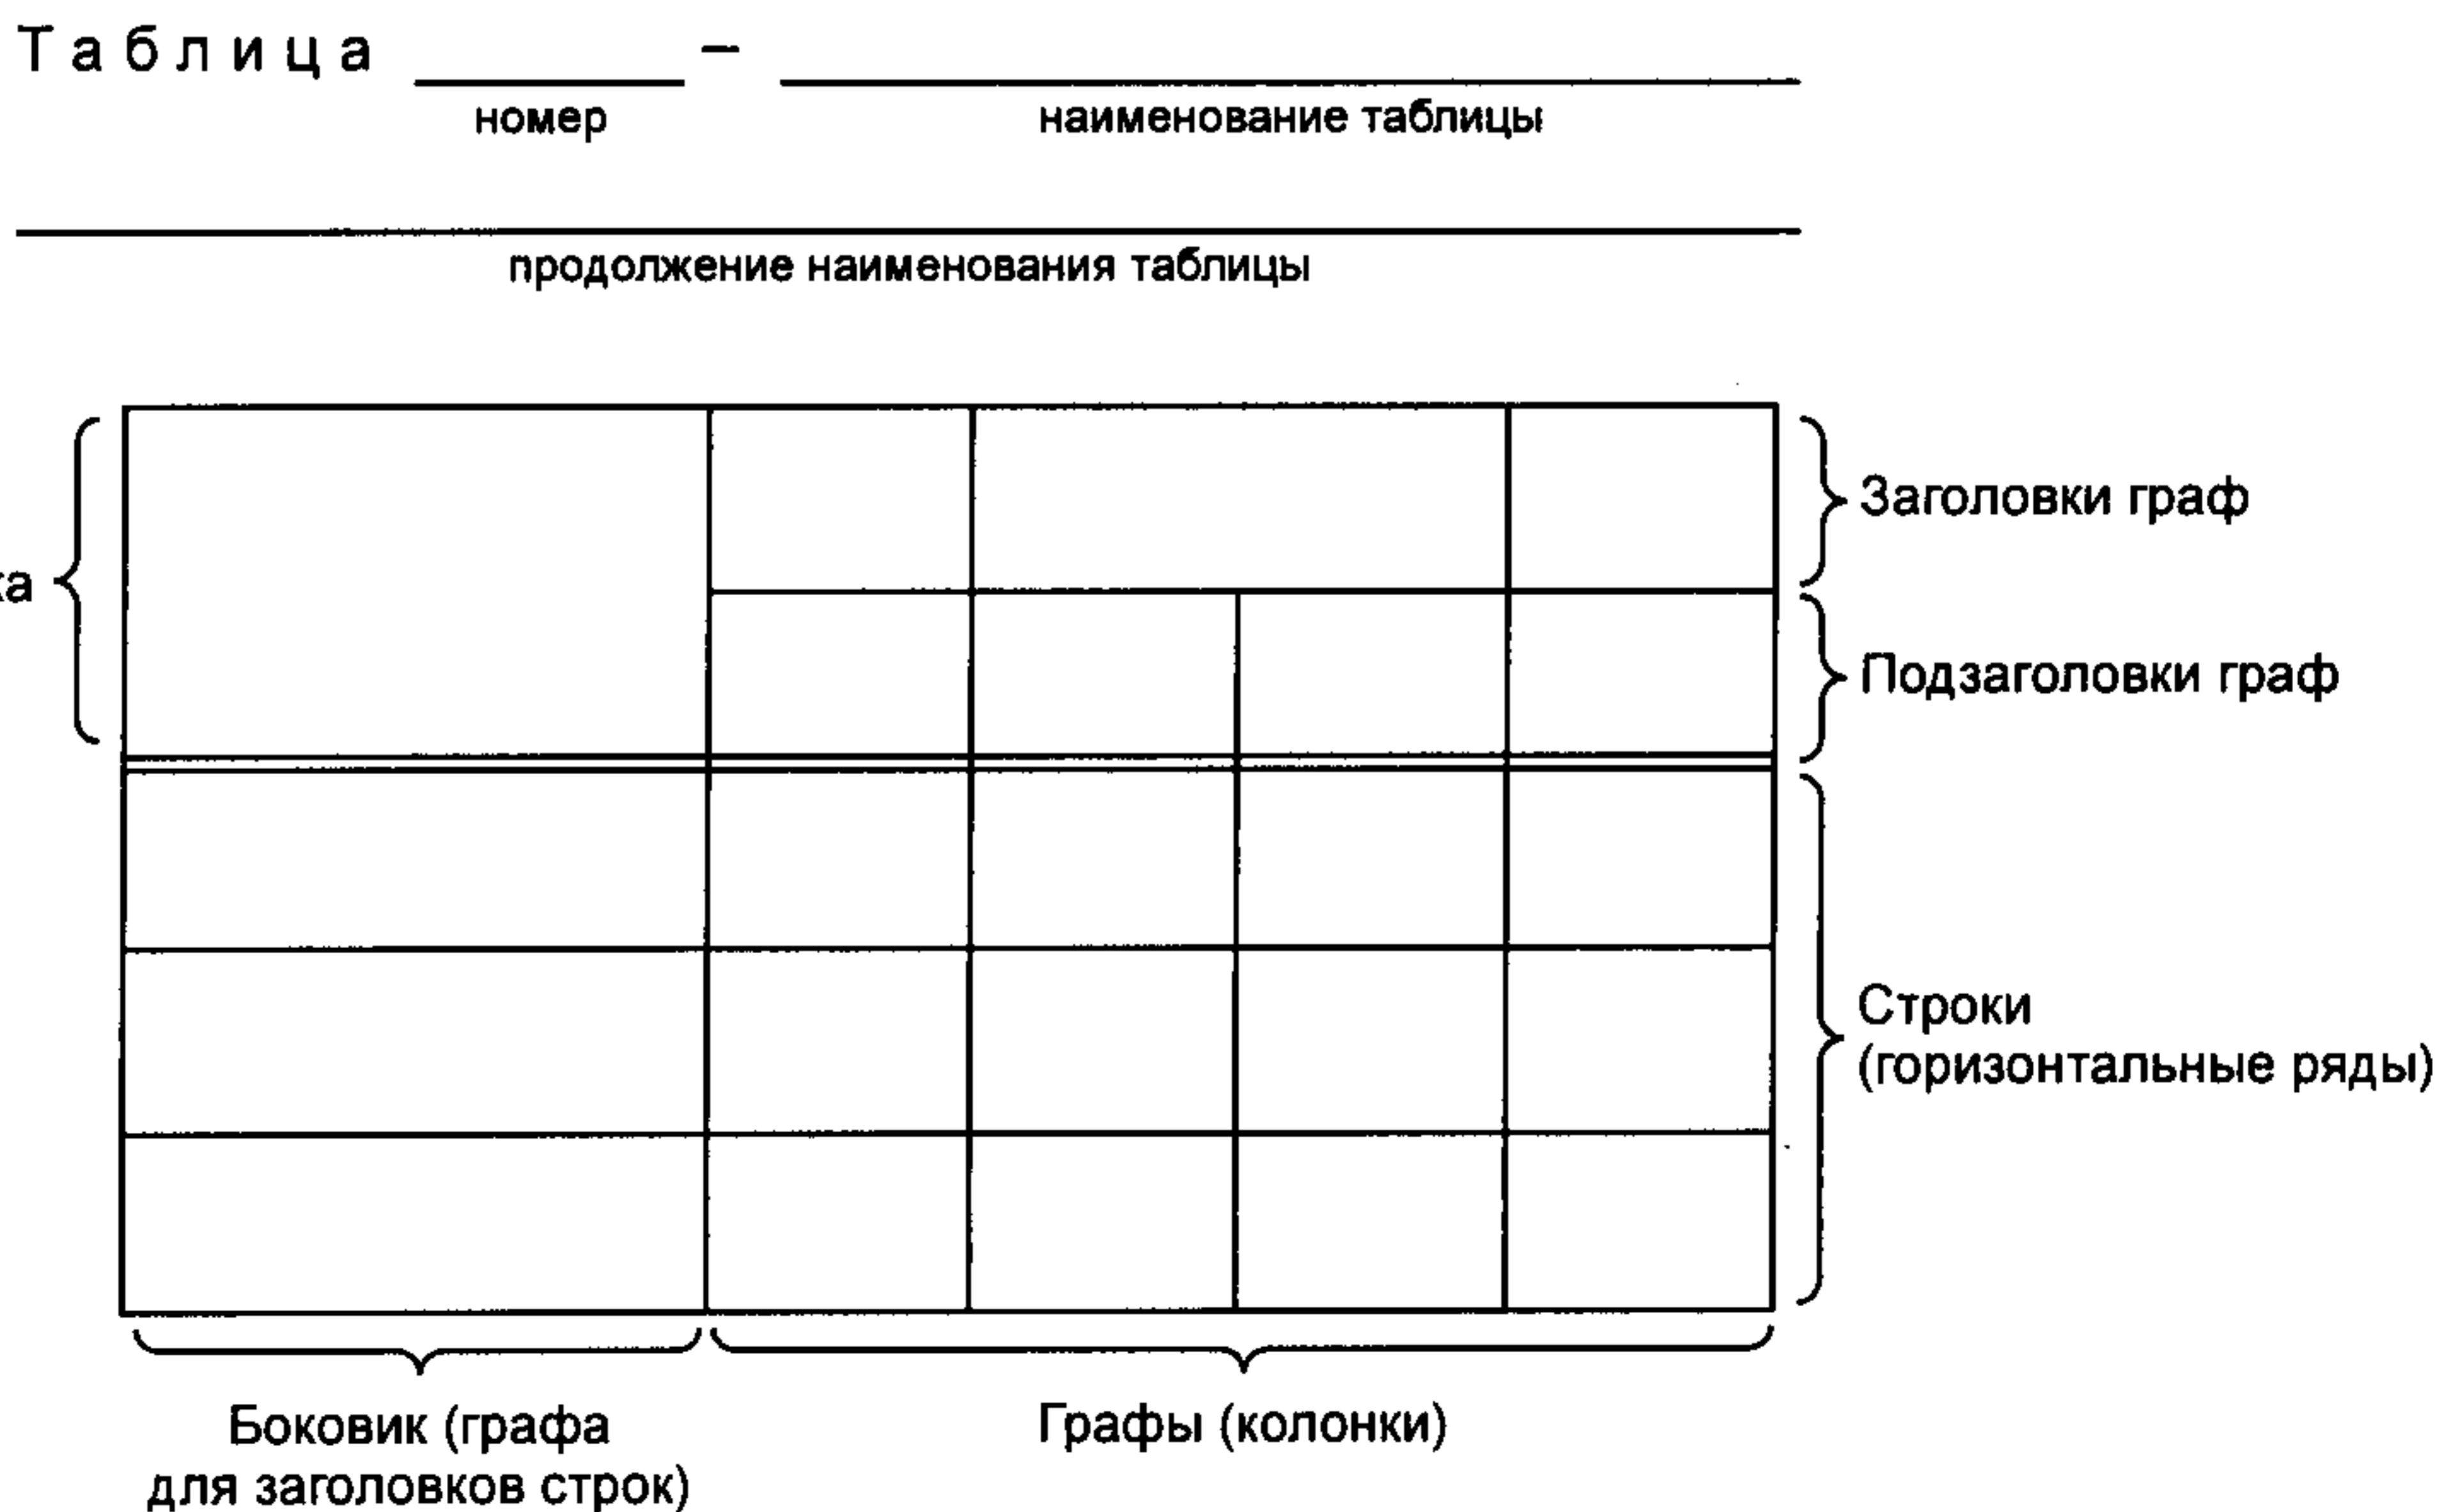 Таблица –
номер наименование таблицы
продолжение наименования таблицы
Заголовки граф
Подзаголовки граф
Строки
(горизонтальные ряды)
Боковик (графа
для заголовков строк)
Графы (колонки)